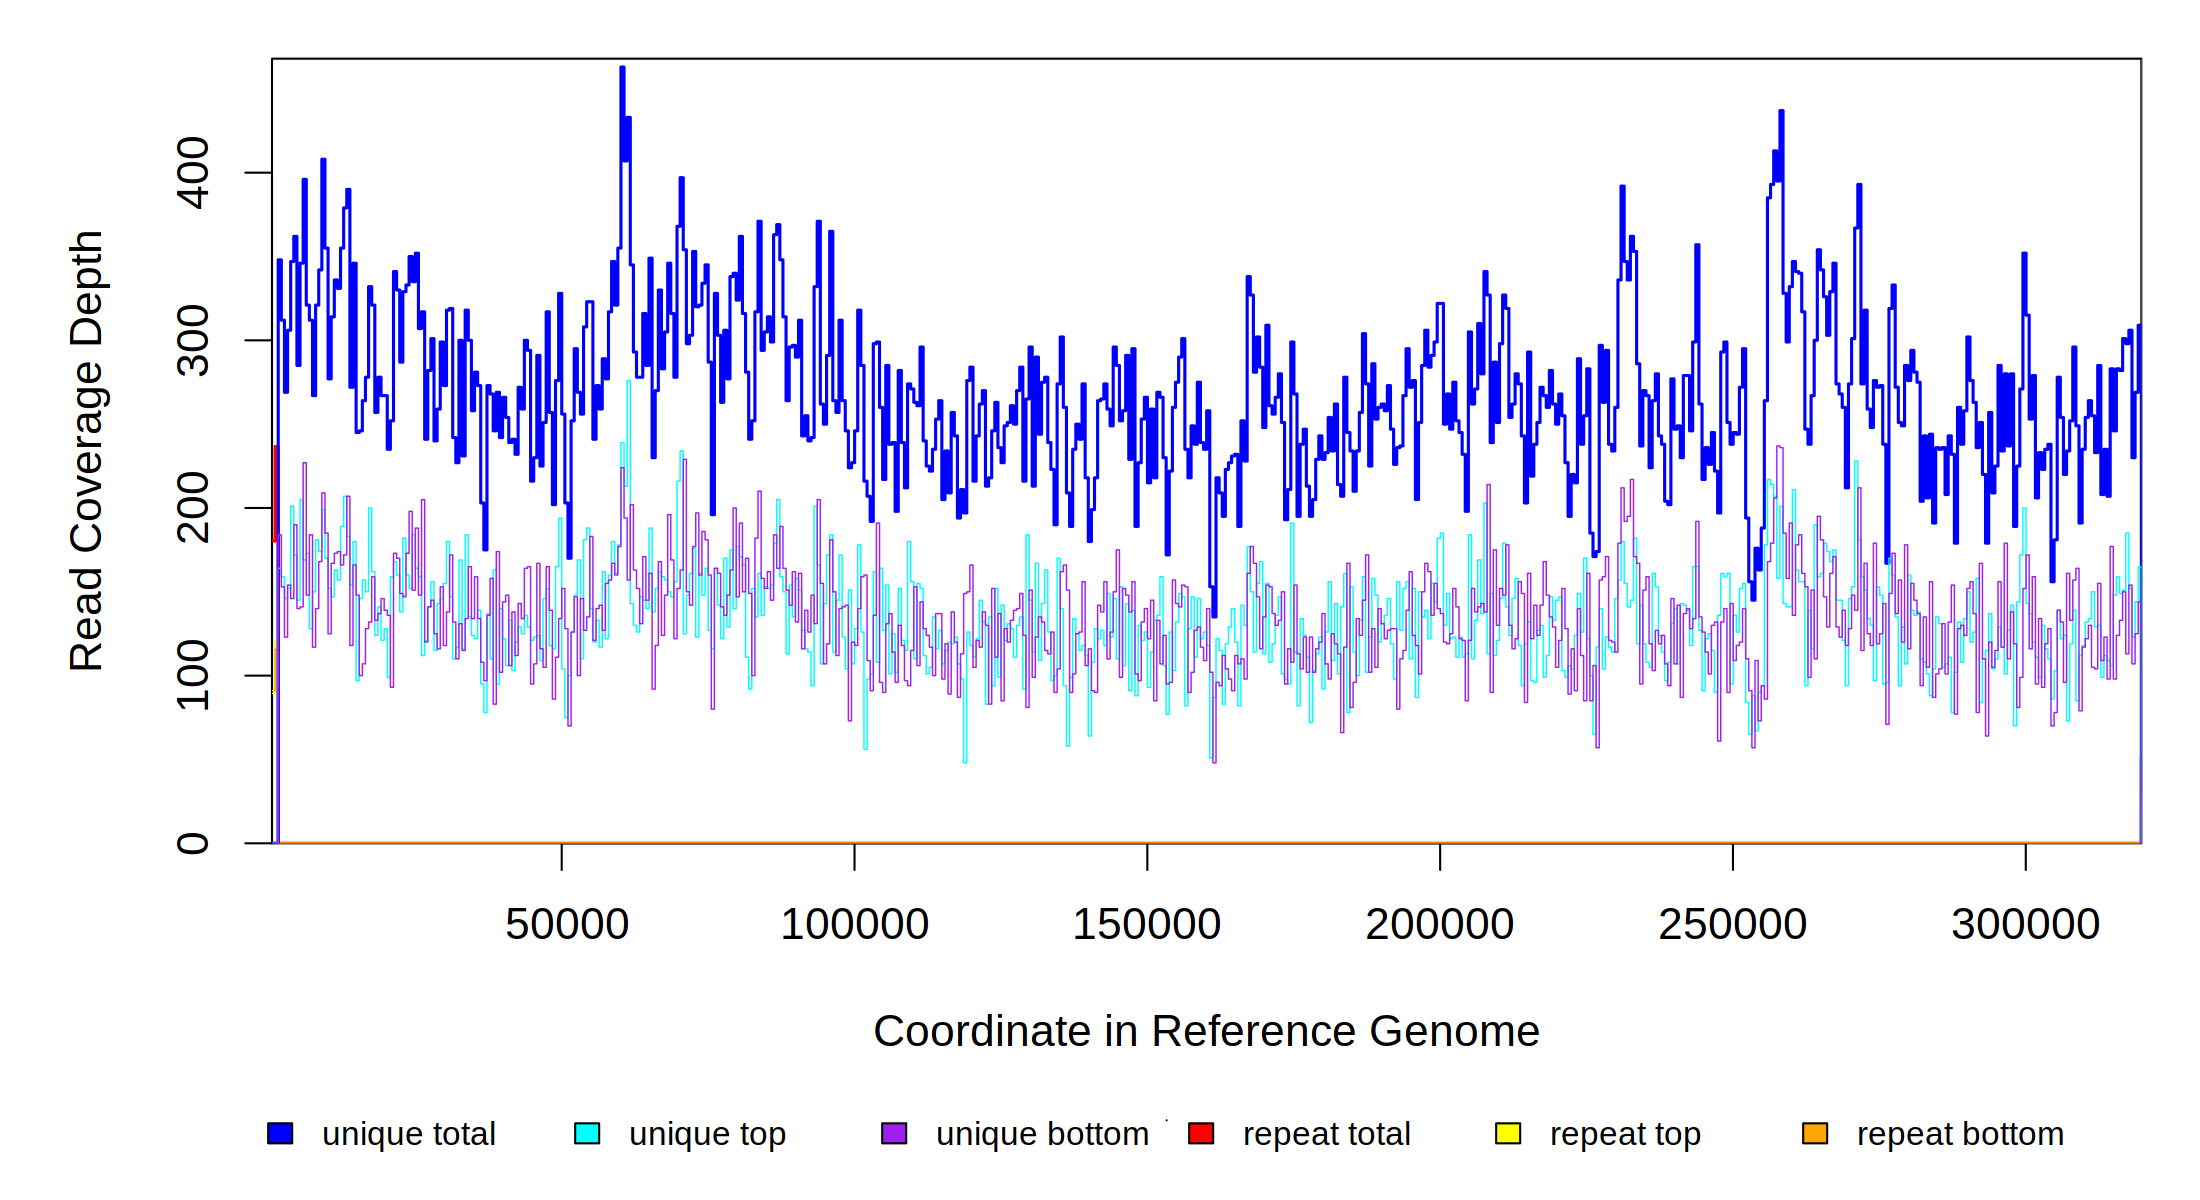 Read Coverage Depth
400
300
200
100
0
50000 100000 150000 200000 250000 300000
Coordinate in Reference Genome
unique total unique top unique bottom repeat total repeat top repeat bottom